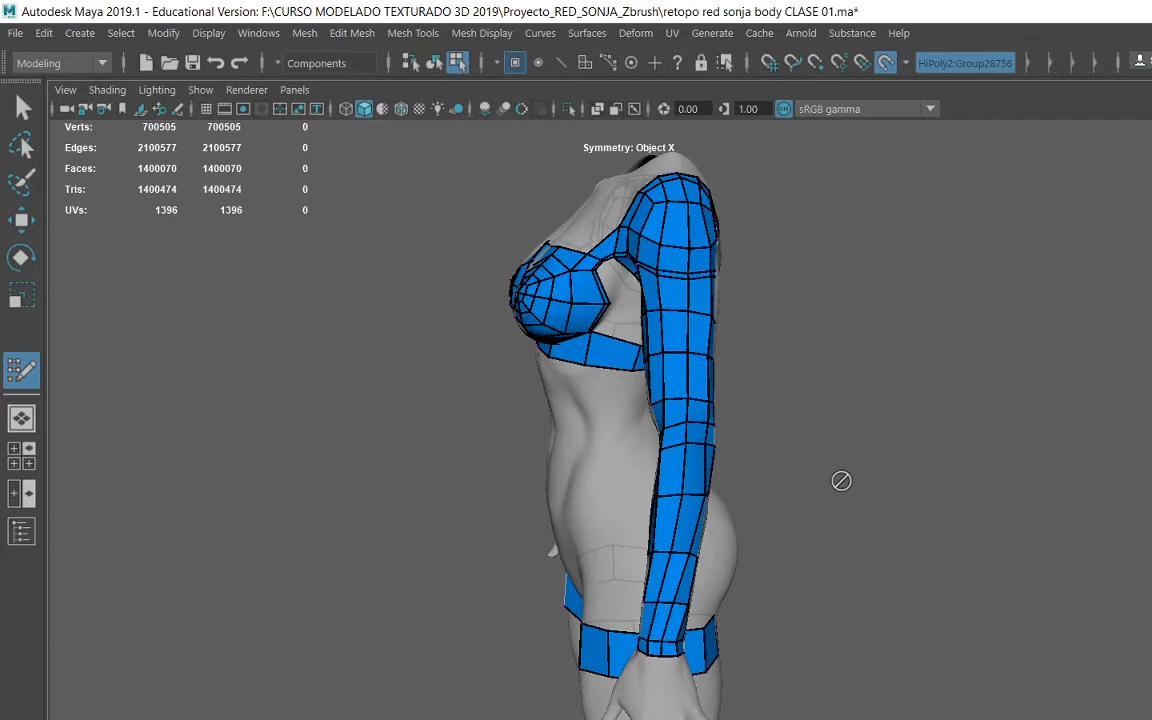 Autodesk Maya 2019.1 - Educational Version: F:\CURSO MODELADO TEXTURADO 3D 2019\Proyecto_RED_SONJA_Zbrush\retopo red sonja body CLASE 01.ma*
File Edit Create Select Modify Display Windows Mesh Edit Mesh Mesh Tools Mesh Display Curves Surfaces Deform UV Generate Cache Arnold Substance Help
Modeling Components HiPoly2:Group28756
View Shading Lighting Show Renderer Panels
0.00 1.00 sRGB gamma
Verts: 700505 700505 0
Edges: 2100577 2100577 0 Symmetry: Object X
Faces: 1400070 1400070 0
Tris: 1400474 1400474 0
UVs: 1396 1396 0